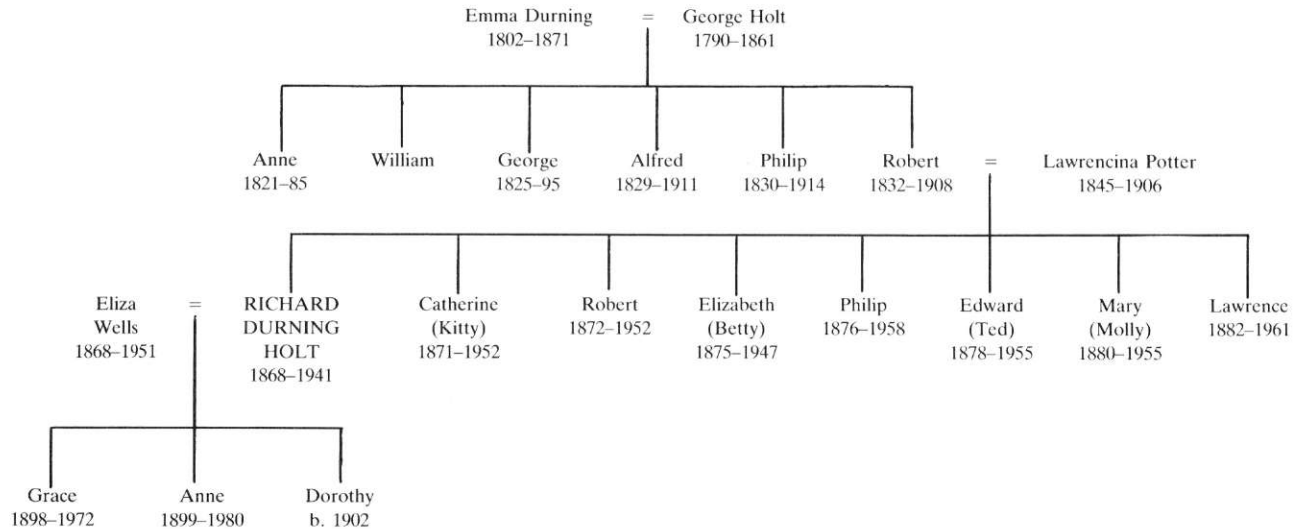 Emma Durning = George Holt
1802–1871 1790–1861
Anne William George Alfred Philip Robert = Lawrencina Potter
1821–85 1825–95 1829–1911 1830–1914 1832–1908 1845–1906
Eliza = RICHARD Catherine Robert Elizabeth Philip Edward Mary Lawrence
Wells DURNING (Kitty) 1872–1952 (Betty) 1876–1958 (Ted) (Molly) 1882–1961
1868–1951 HOLT 1871–1952 1875–1947 1878–1955 1880–1955
1868–1941
Grace Anne Dorothy
1898–1972 1899–1980 b. 1902